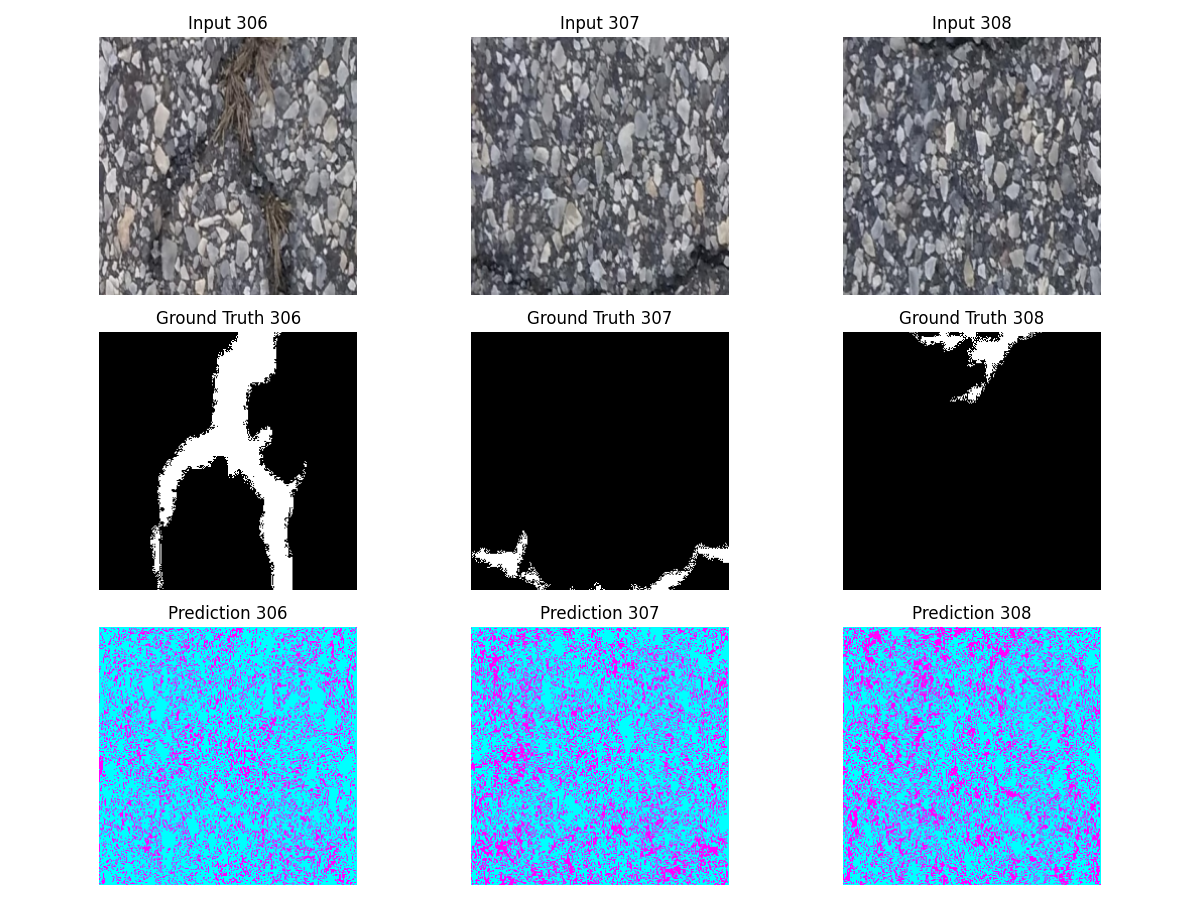 Input 306
Input 307
Input 308
Ground Truth 306
Ground Truth 307
Ground Truth 308
Prediction 306
Prediction 307
Prediction 308